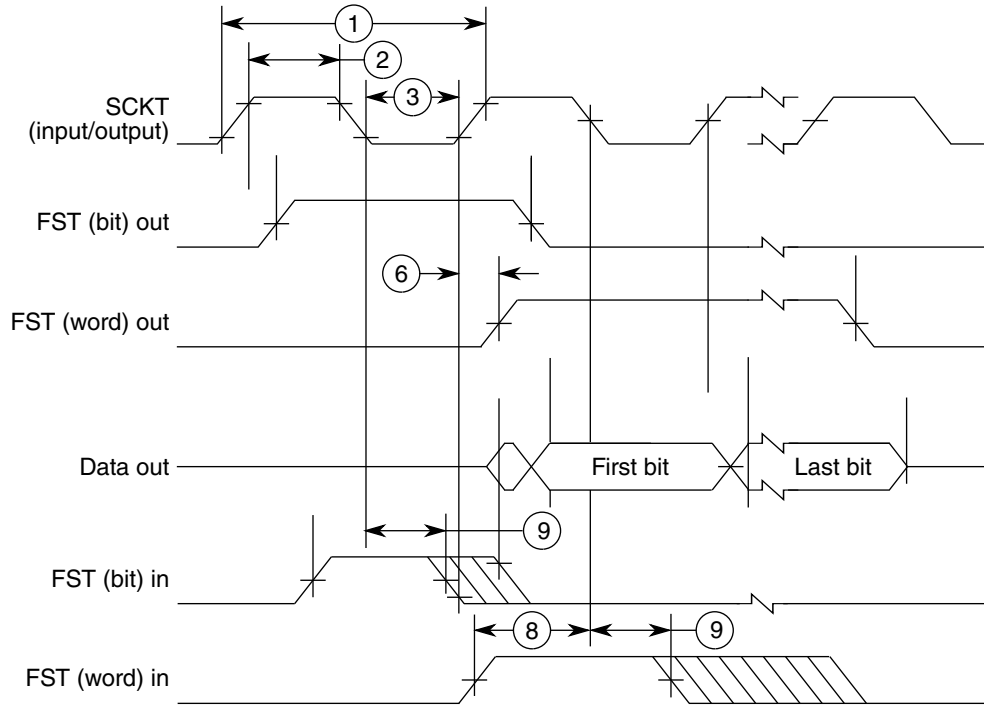 1
2
3
SCKT
(input/output)
FST (bit) out
6
FST (word) out
Data out
First bit
Last bit
9
FST (bit) in
8
9
FST (word) in